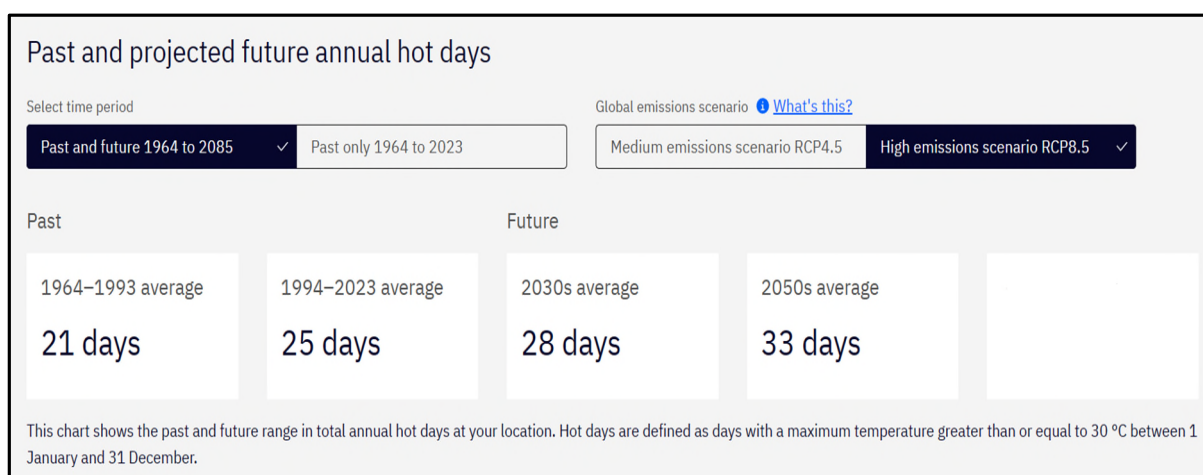 Past and projected future annual hot days
Select time period
Global emissions scenario What's this?
Past and future 1964 to 2085
Past only 1964 to 2023
Medium emissions scenario RCP4.5
High emissions scenario RCP8.5
Past
Future
1964–1993 average
21 days
1994–2023 average
25 days
2030s average
28 days
2050s average
33 days
This chart shows the past and future range in total annual hot days at your location. Hot days are defined as days with a maximum temperature greater than or equal to 30 ºC between 1
January and 31 December.